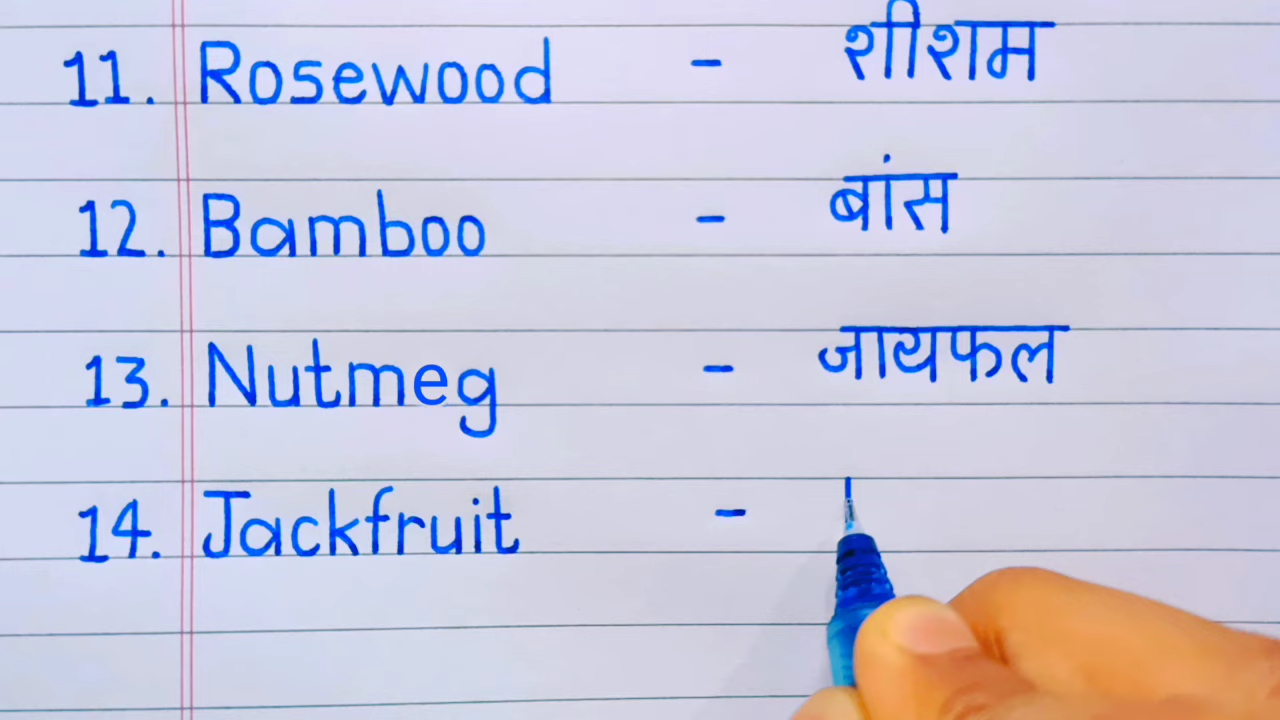 11. Rosewood - शीशम
12. Bamboo - बांस
13. Nutmeg - जायफल
14. Jackfruit -